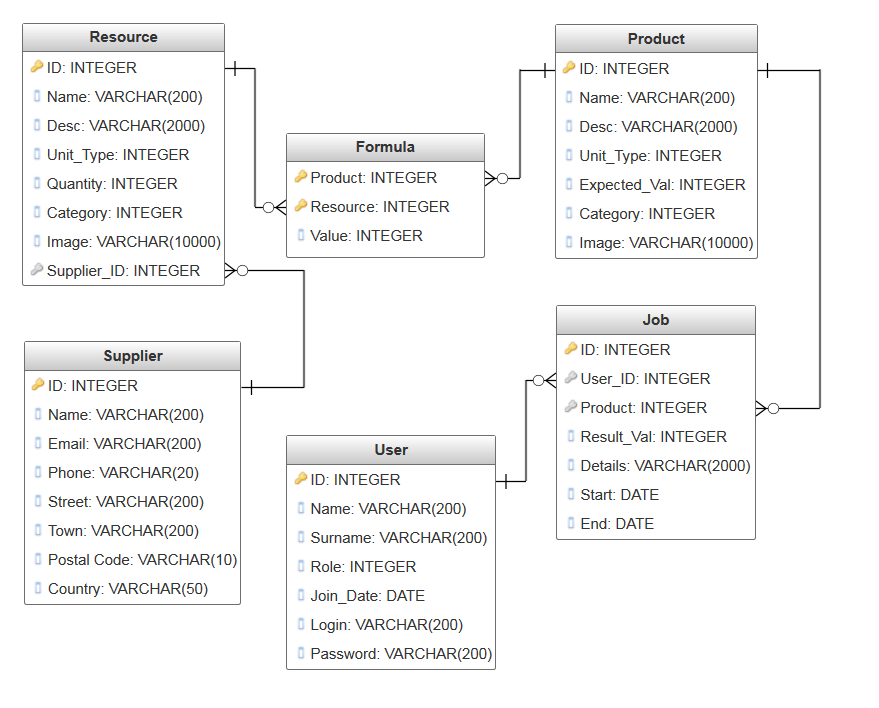 Resource
ID: INTEGER
Name: VARCHAR(200)
Desc: VARCHAR(2000)
Unit_Type: INTEGER
Quantity: INTEGER
Category: INTEGER
Image: VARCHAR(10000)
Supplier_ID: INTEGER
Formula
Product: INTEGER
Resource: INTEGER
Value: INTEGER
Product
ID: INTEGER
Name: VARCHAR(200)
Desc: VARCHAR(2000)
Unit_Type: INTEGER
Expected_Val: INTEGER
Category: INTEGER
Image: VARCHAR(10000)
Supplier
ID: INTEGER
Name: VARCHAR(200)
Email: VARCHAR(200)
Phone: VARCHAR(20)
Street: VARCHAR(200)
Town: VARCHAR(200)
Postal Code: VARCHAR(10)
Country: VARCHAR(50)
User
ID: INTEGER
Name: VARCHAR(200)
Surname: VARCHAR(200)
Role: INTEGER
Join_Date: DATE
Login: VARCHAR(200)
Password: VARCHAR(200)
Job
ID: INTEGER
User_ID: INTEGER
Product: INTEGER
Result_Val: INTEGER
Details: VARCHAR(2000)
Start: DATE
End: DATE